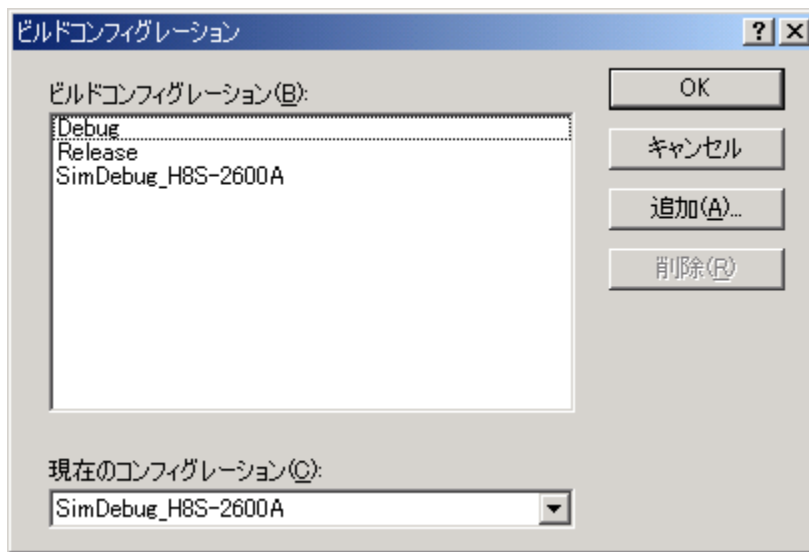 ビルドコンフィグレーション
ビルドコンフィグレーション(B):
Debug
Release
SimDebug_H8S-2600A
OK
キャンセル
追加(A)...
削除(R)
現在のコンフィグレーション(C):
SimDebug_H8S-2600A